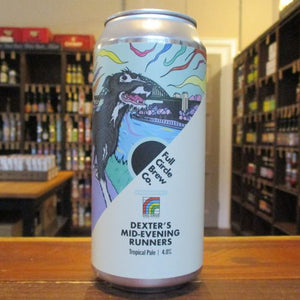 Full
Circle
Brew
Co.
DEXTER'S
MID-EVENING
RUNNERS
Tropical Pale | 4.8%